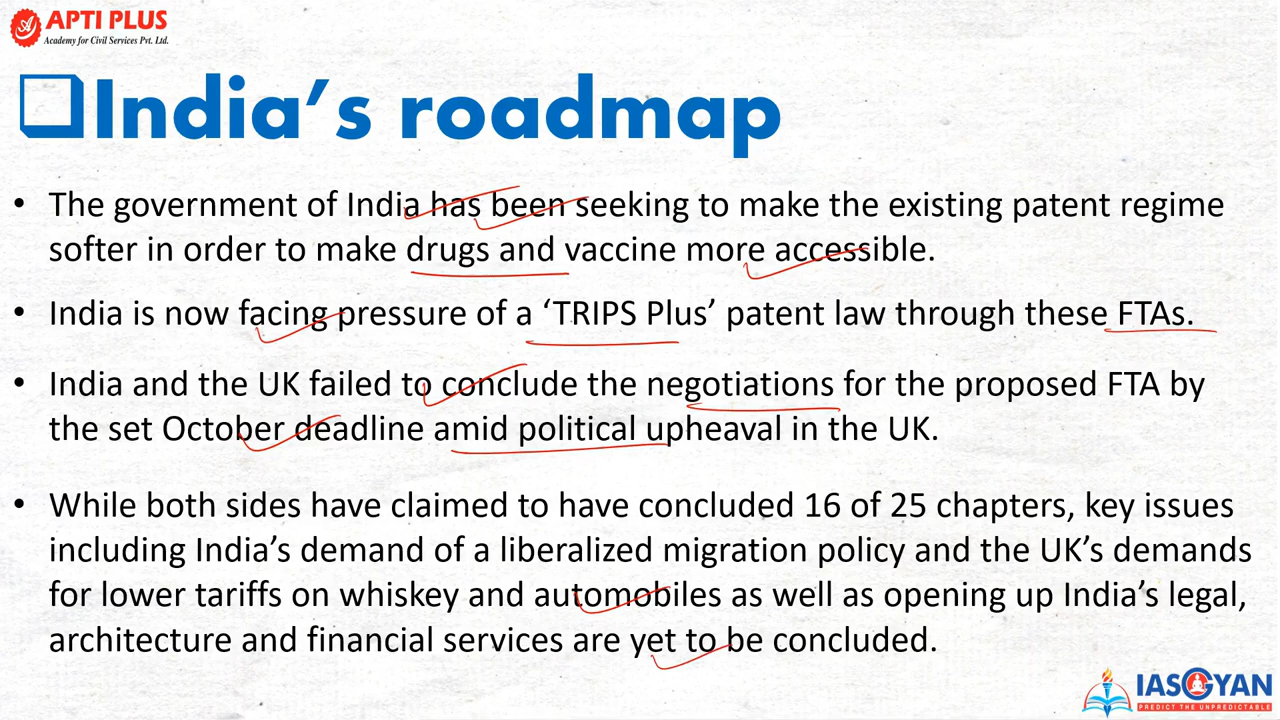 APTI PLUS
Academy for Civil Services Pvt. Ltd.
India's roadmap
• The government of India has been seeking to make the existing patent regime
softer in order to make drugs and vaccine more accessible.
• India is now facing pressure of a ‘TRIPS Plus’ patent law through these FTAs.
• India and the UK failed to conclude the negotiations for the proposed FTA by
the set October deadline amid political upheaval in the UK.
• While both sides have claimed to have concluded 16 of 25 chapters, key issues
including India’s demand of a liberalized migration policy and the UK’s demands
for lower tariffs on whiskey and automobiles as well as opening up India’s legal,
architecture and financial services are yet to be concluded.
IASGYAN
PREDICT THE UNPREDICTABLE